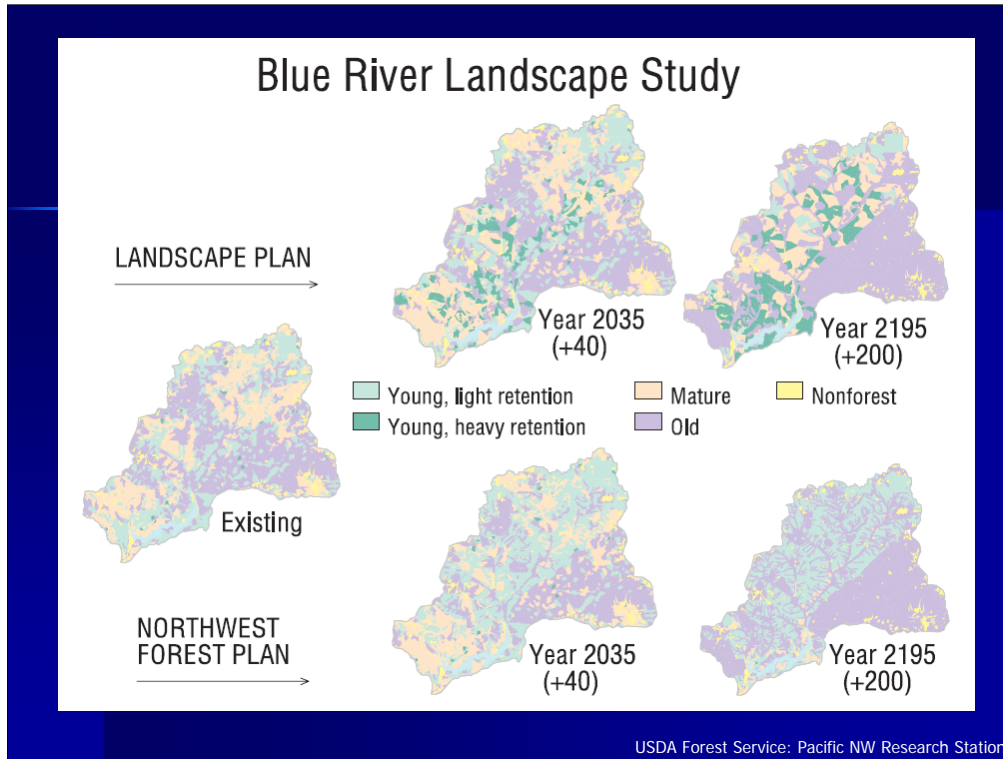 Blue River Landscape Study
LANDSCAPE PLAN
Year 2035
(+40)
Year 2195
(+200)
Young, light retention
Mature
Nonforest
Young, heavy retention
Old
Existing
NORTHWEST
FOREST PLAN
Year 2035
(+40)
Year 2195
(+200)
USDA Forest Service: Pacific NW Research Station